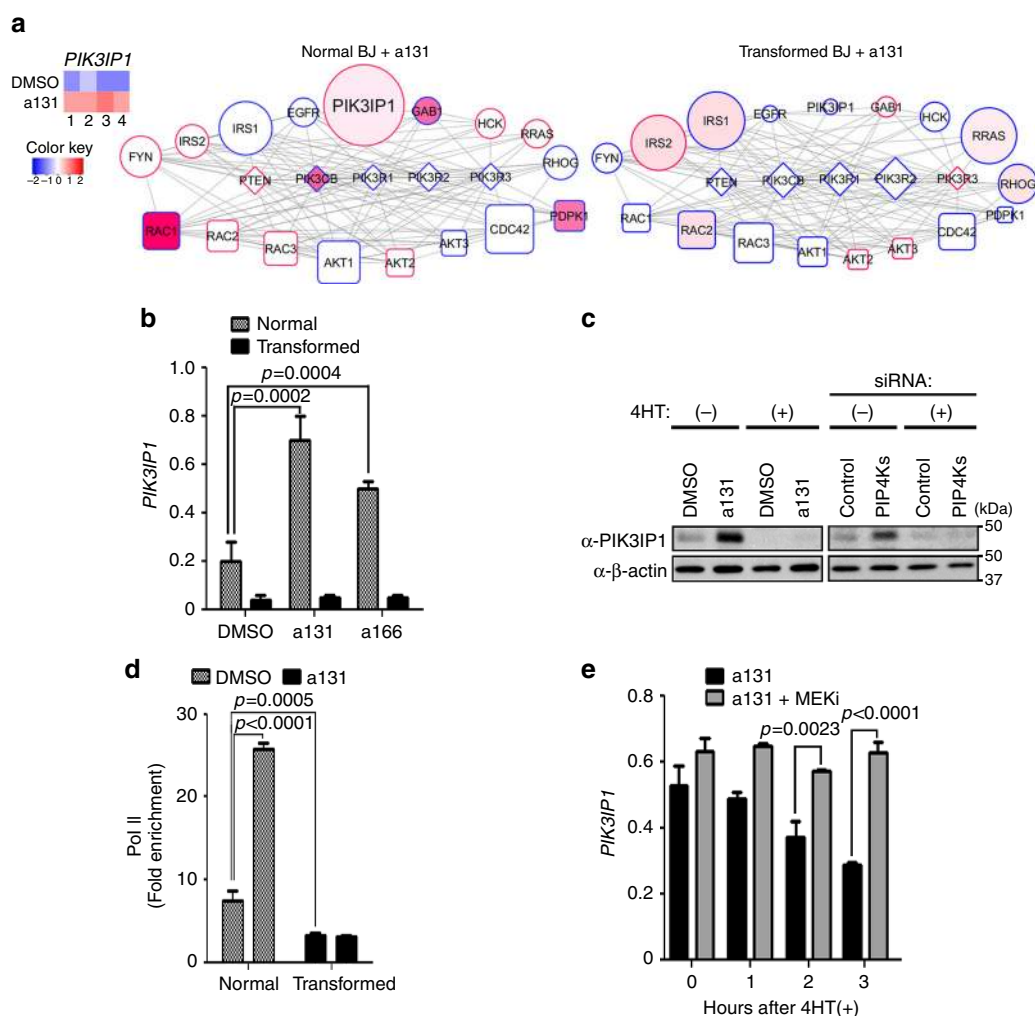 a
PIK3IP1
DMSO
a131
1 2 3 4
Color key
−2 −1 0 1 2
Normal BJ + a131
PIK3IP1
EGFR
GAB1
IRS1
HCK
IRS2
RRAS
FYN
RHOG
PTEN
PIK3CB
PIK3R1
PIK3R2
PIK3R3
RAC1
RAC2
RAC3
AKT1
AKT2
AKT3
CDC42
PDPK1
Transformed BJ + a131
IRS1
EGFR
PIK3IP1
GAB1
HCK
IRS2
RRAS
FYN
RHOG
PTEN
PIK3CB
PIK3R1
PIK3R2
PIK3R3
RAC1
RAC2
RAC3
AKT1
AKT2
AKT3
CDC42
PDPK1
b
Normal
Transformed
p=0.0004
p=0.0002
PIK3IP1
1.0
0.8
0.6
0.4
0.2
0
DMSO a131 a166
c
siRNA:
4HT: (−) (+) (−) (+)
DMSO a131 DMSO a131 Control PIP4Ks Control PIP4Ks
(kDa)
α-PIK3IP1
50
α-β-actin
50
37
d
DMSO a131
p=0.0005
p<0.0001
Pol II
(Fold enrichment)
30
20
10
0
Normal Transformed
e
a131
a131 + MEKi
p=0.0023
p<0.0001
PIK3IP1
0.8
0.6
0.4
0.2
0
0 1 2 3
Hours after 4HT(+)